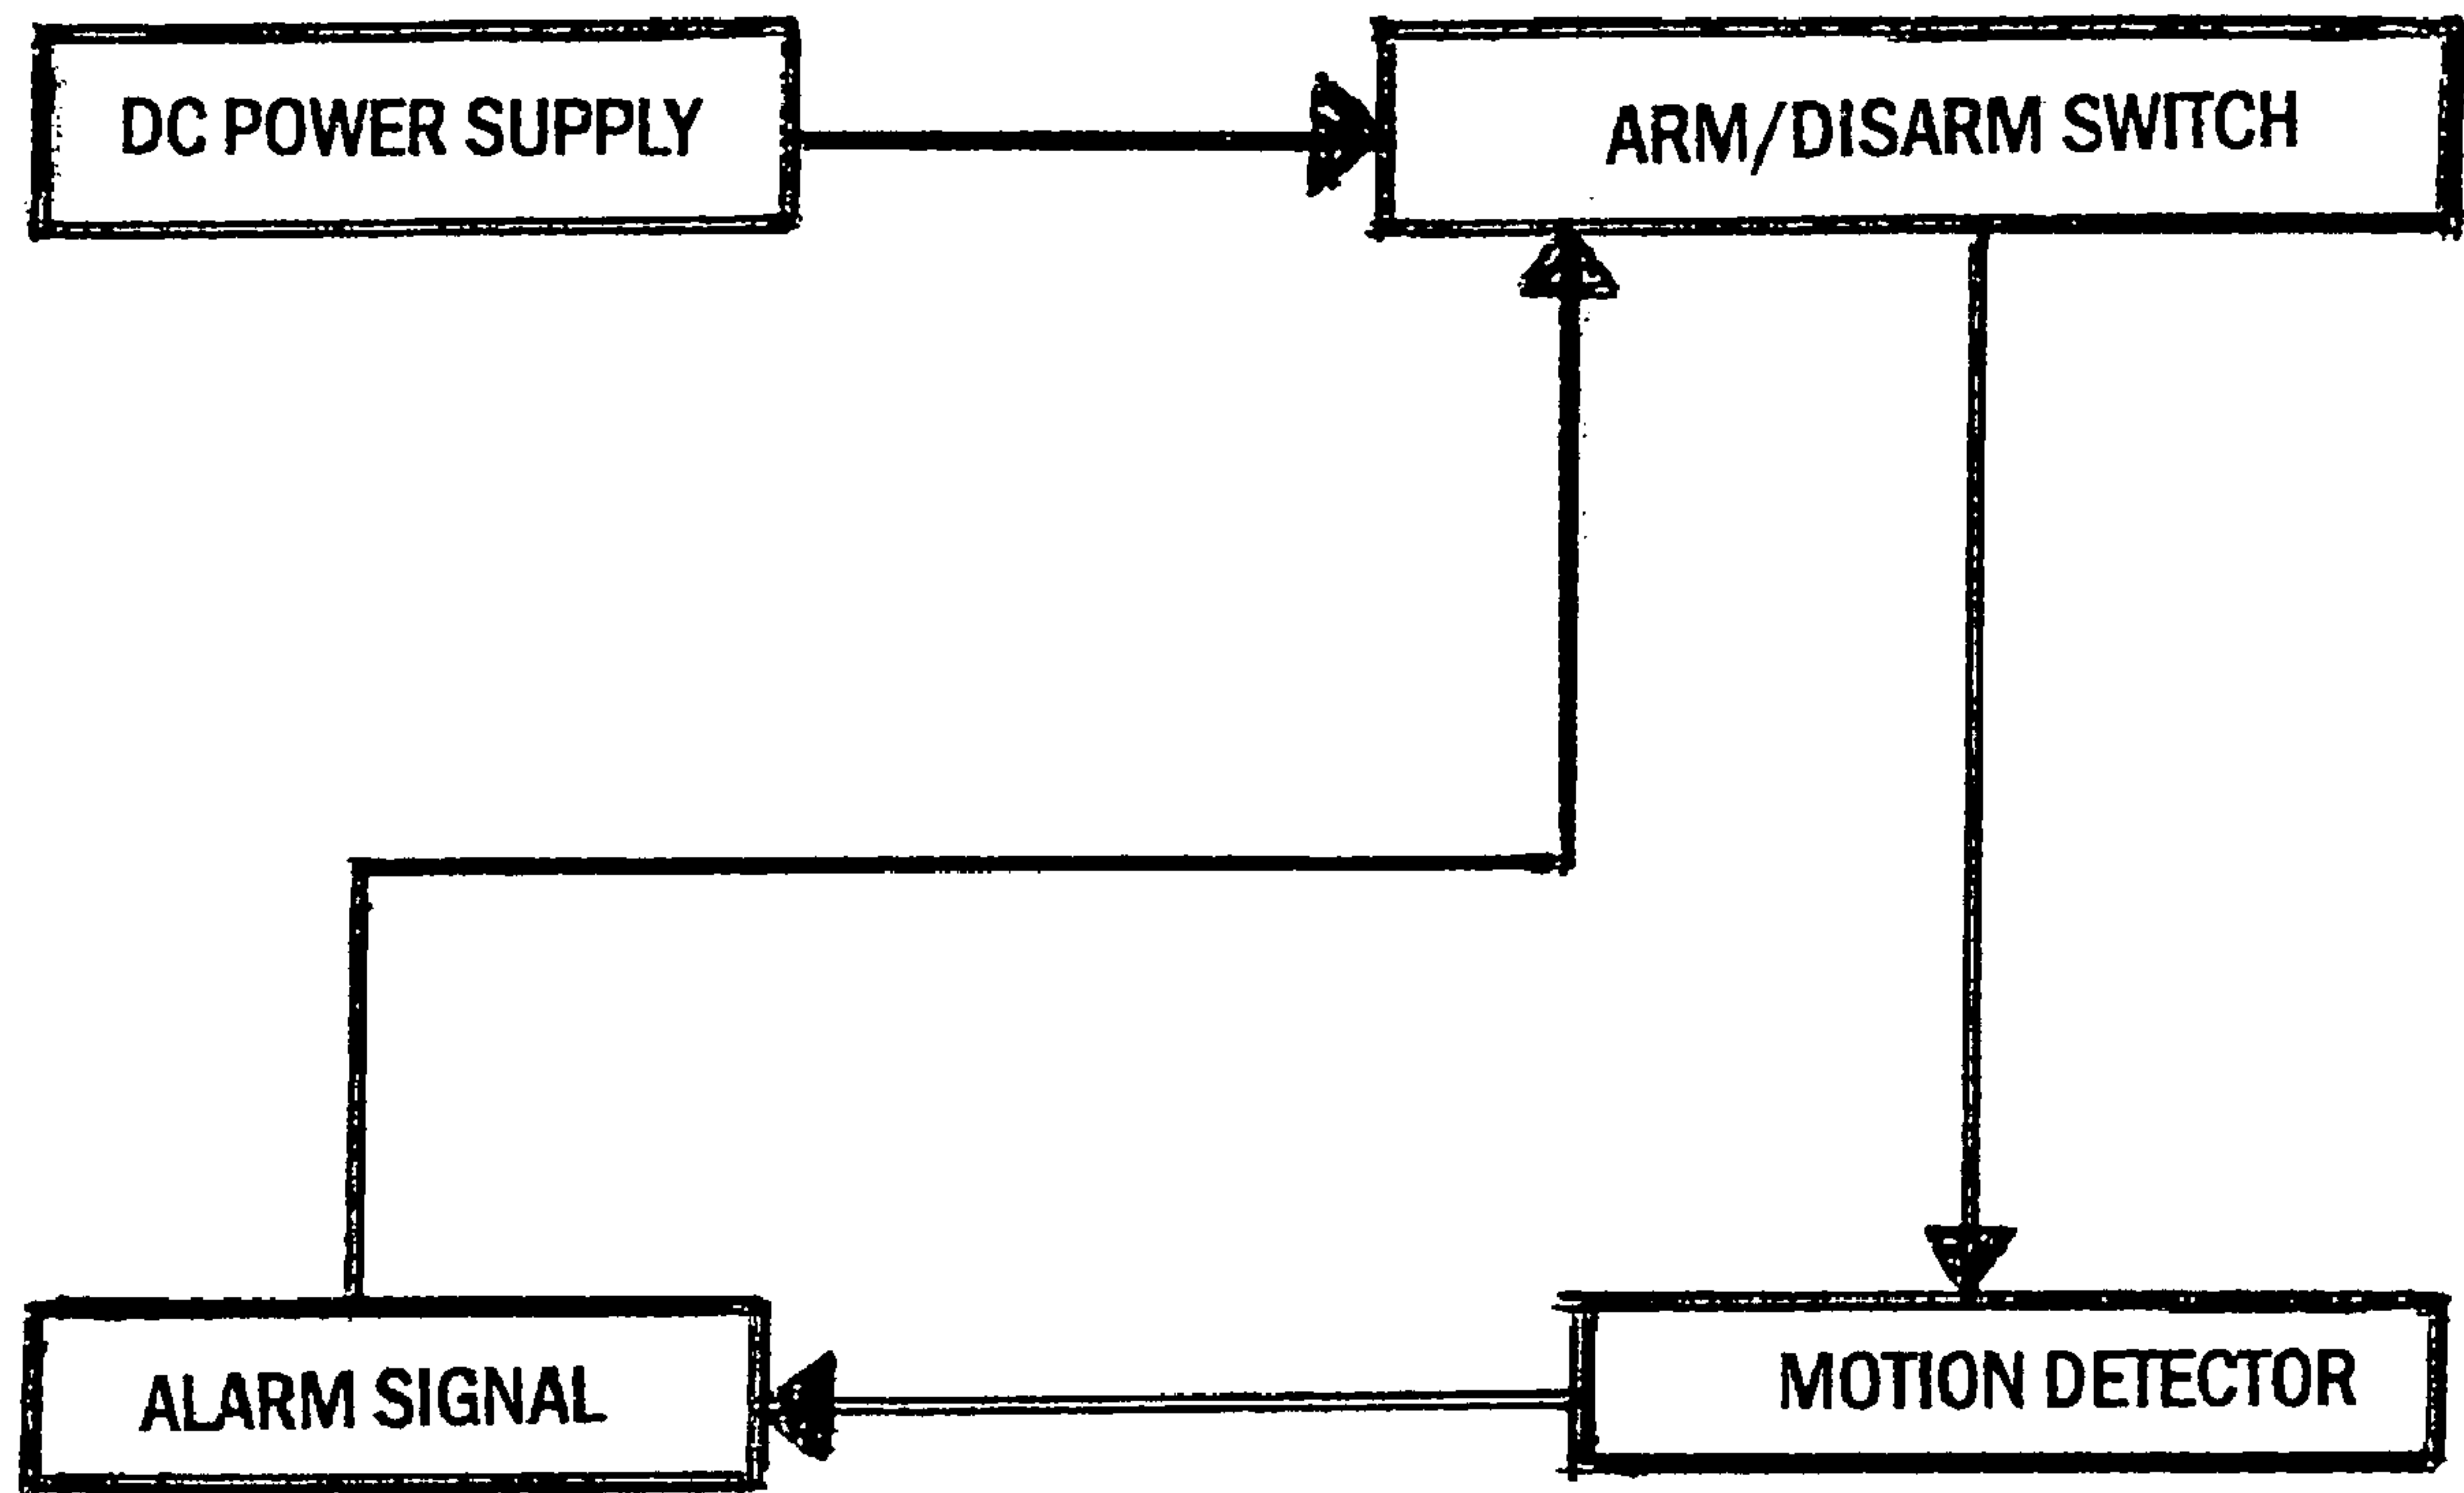 DC POWER SUPPLY
ARM/DISARM SWITCH
ALARM SIGNAL
MOTION DETECTOR